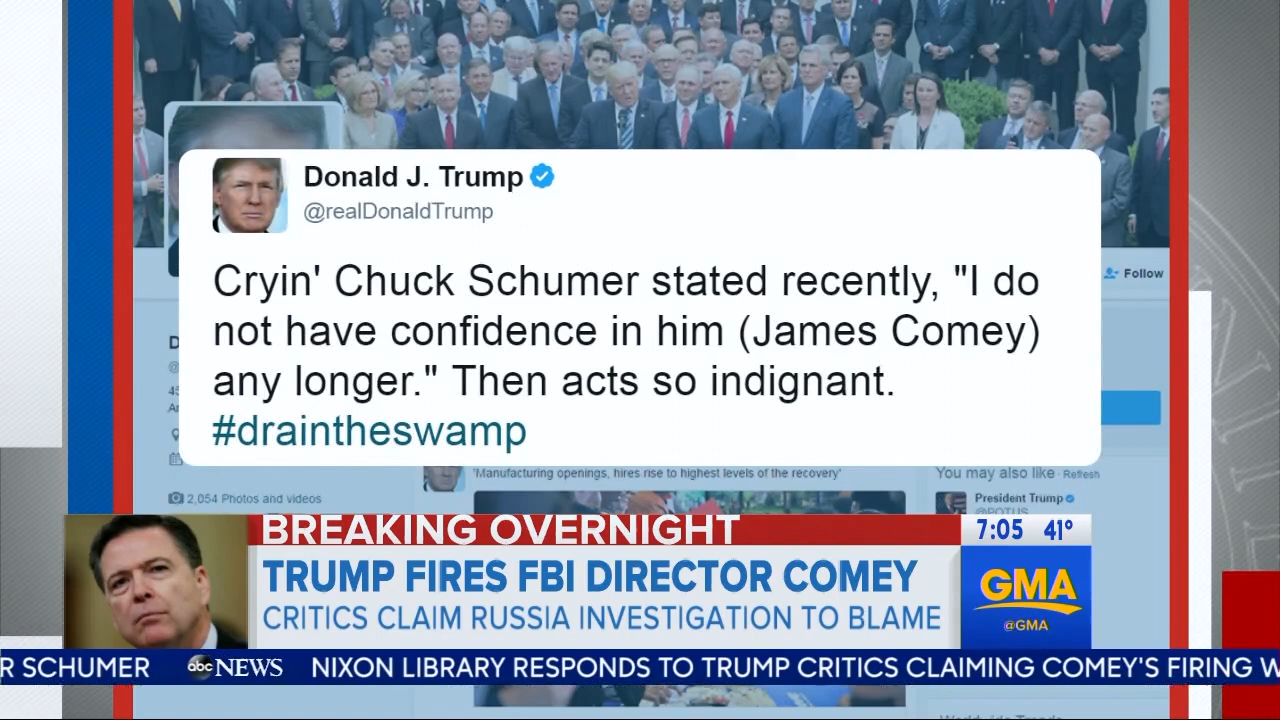 Donald J. Trump
@realDonaldTrump
Cryin' Chuck Schumer stated recently, "I do
not have confidence in him (James Comey)
any longer." Then acts so indignant.
#draintheswamp
Follow
2,054 Photos and videos
'Manufacturing openings, hires rise to highest levels of the recovery'
You may also like · Refresh
President Trump
@POTUS
BREAKING OVERNIGHT
TRUMP FIRES FBI DIRECTOR COMEY
CRITICS CLAIM RUSSIA INVESTIGATION TO BLAME
7:05 41°
GMA
@GMA
R SCHUMER abc NEWS NIXON LIBRARY RESPONDS TO TRUMP CRITICS CLAIMING COMEY'S FIRING W